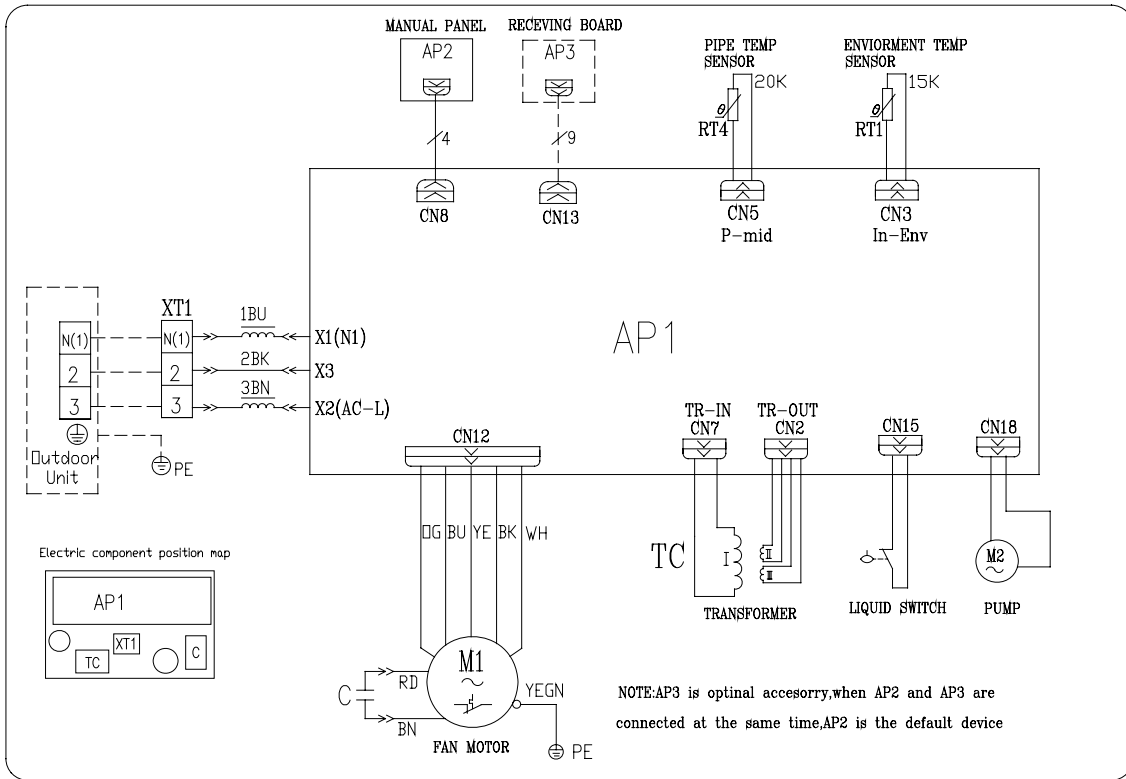 MANUAL PANEL
AP2
4
CN8
RECEVING BOARD
AP3
9
CN13
PIPE TEMP
SENSOR
20K
θ
RT4
CN5
P-mid
ENVIORMENT TEMP
SENSOR
15K
θ
RT1
CN3
In-Env
AP1
XT1
N(1)
2
3
Outdoor
Unit
PE
N(1)
2
3
1BU
2BK
3BN
X1(N1)
X3
X2(AC-L)
CN12
OG BU YE BK WH
TR-IN
CN7
TR-OUT
CN2
CN15
CN18
TC
I
II
III
TRANSFORMER
LIQUID SWITCH
M2
PUMP
Electric component position map
AP1
XT1
TC
C
M1
C
RD
BN
YEGN
PE
FAN MOTOR
NOTE:AP3 is optinal accesorry,when AP2 and AP3 are
connected at the same time,AP2 is the default device